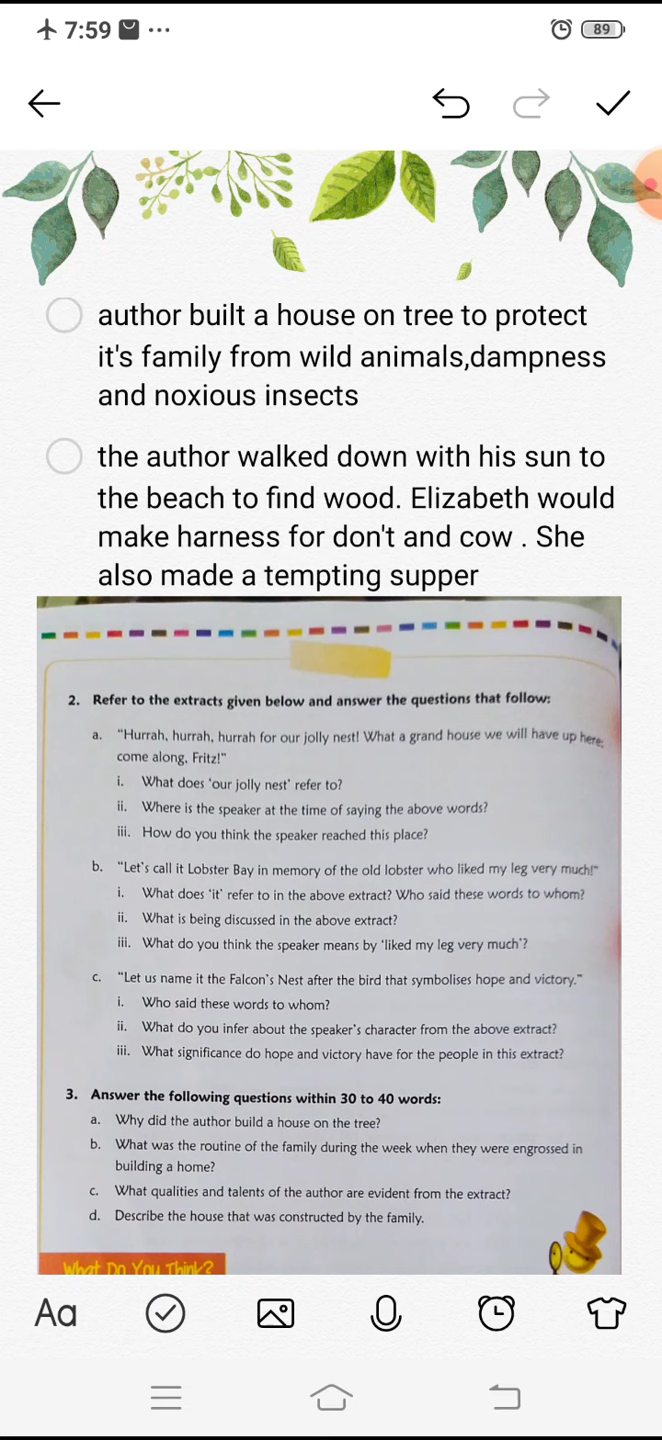 7:59 ...
89
author built a house on tree to protect
it's family from wild animals,dampness
and noxious insects
the author walked down with his sun to
the beach to find wood. Elizabeth would
make harness for don't and cow . She
also made a tempting supper
2. Refer to the extracts given below and answer the questions that follow:
a. "Hurrah, hurrah, hurrah for our jolly nest! What a grand house we will have up here;
come along, Fritz!"
i. What does 'our jolly nest' refer to?
ii. Where is the speaker at the time of saying the above words?
iii. How do you think the speaker reached this place?
b. "Let's call it Lobster Bay in memory of the old lobster who liked my leg very much!"
i. What does 'it' refer to in the above extract? Who said these words to whom?
ii. What is being discussed in the above extract?
iii. What do you think the speaker means by 'liked my leg very much'?
c. "Let us name it the Falcon's Nest after the bird that symbolises hope and victory."
i. Who said these words to whom?
ii. What do you infer about the speaker's character from the above extract?
iii. What significance do hope and victory have for the people in this extract?
3. Answer the following questions within 30 to 40 words:
a. Why did the author build a house on the tree?
b. What was the routine of the family during the week when they were engrossed in
building a home?
c. What qualities and talents of the author are evident from the extract?
d. Describe the house that was constructed by the family.
What Do You Think?
Aa